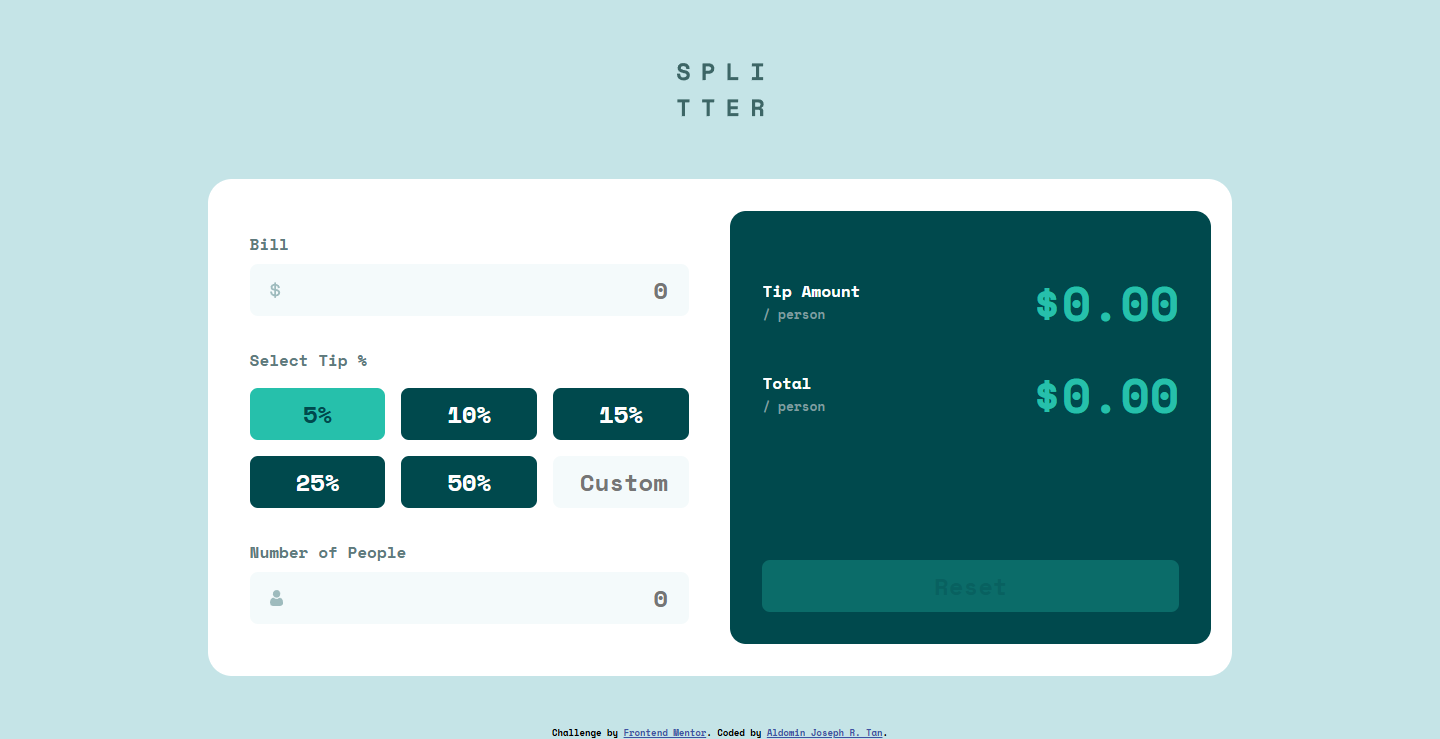 SPLI
TTER
Bill
$
0
Select Tip %
5%
10%
15%
25%
50%
Custom
Number of People
0
Tip Amount
/ person
$0.00
Total
/ person
$0.00
Reset
Challenge by Frontend Mentor. Coded by Aldomin Joseph R. Tan.